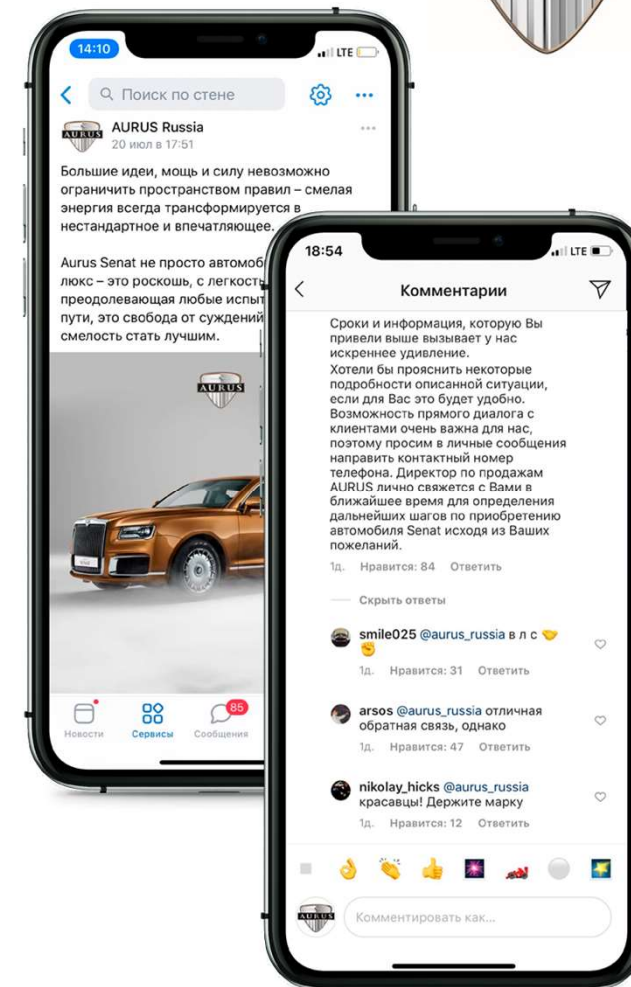 14:10
LTE
Поиск по стене
AURUS
AURUS Russia
20 июл в 17:51
Большие идеи, мощь и силу невозможно
ограничить пространством правил – смелая
энергия всегда трансформируется в
нестандартное и впечатляющее.
Aurus Senat не просто
люкс – это роскошь, с
преодолевающая любые
пути, это свобода от суждений
смелость стать лучшим.
AURUS
Новости
Сервисы
85
Сообщения
18:54
LTE
Комментарии
Сроки и информация, которую Вы
привели выше вызывает у нас
искреннее удивление.
Хотели бы прояснить некоторые
подробности описанной ситуации,
если для Вас это будет удобно.
Возможность прямого диалога с
клиентами очень важна для нас,
поэтому просим в личные сообщения
направить контактный номер
телефона. Директор по продажам
AURUS лично свяжется с Вами в
ближайшее время для определения
дальнейших шагов по приобретению
автомобиля Senat исходя из Ваших
пожеланий.
1д. Нравится: 84 Ответить
Скрыть ответы
smile025 @aurus_russia в л с 🤝
✊
1д. Нравится: 31 Ответить
arsos @aurus_russia отличная
обратная связь, однако
1д. Нравится: 47 Ответить
nikolay_hicks @aurus_russia
красавцы! Держите марку
1д. Нравится: 12 Ответить
AURUS
Комментировать как...